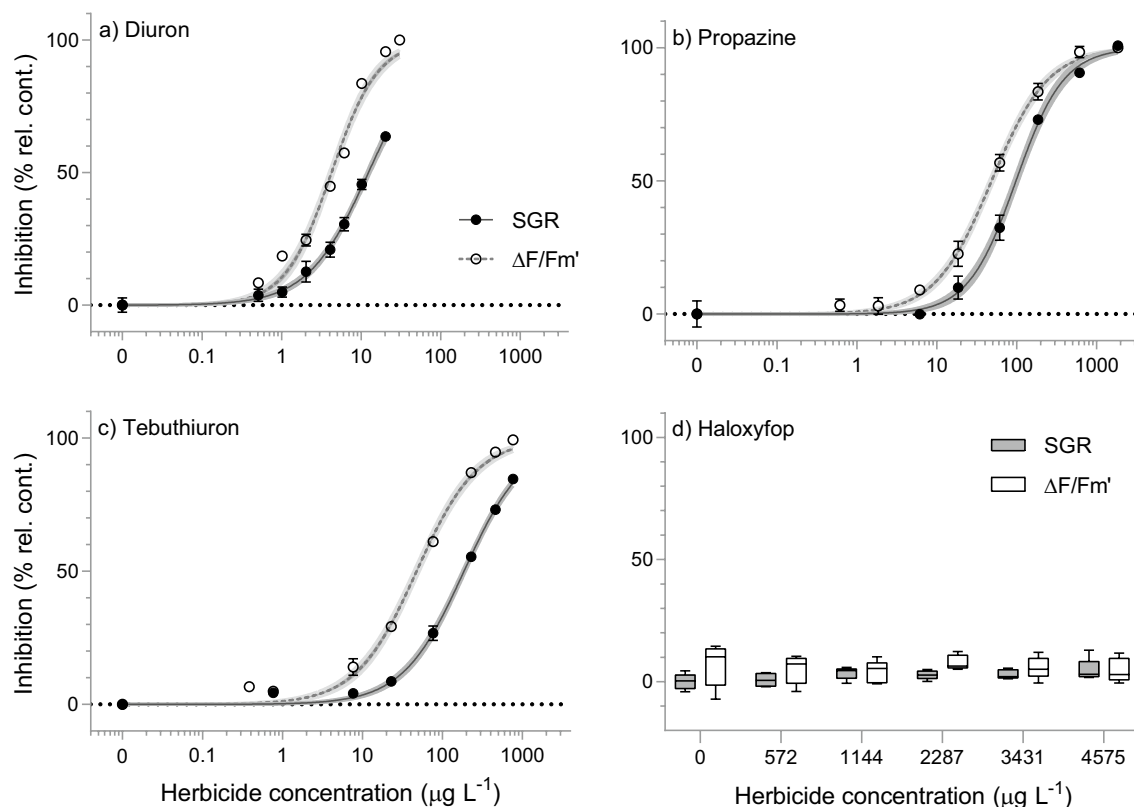 a) Diuron
100
50
0
Inhibition (% rel. cont.)
SGR
ΔF/Fm'
0 0.1 1 10 100 1000
b) Propazine
100
50
0
0 0.1 1 10 100 1000
c) Tebuthiuron
100
50
0
Inhibition (% rel. cont.)
0 0.1 1 10 100 1000
Herbicide concentration (μg L⁻¹)
d) Haloxyfop
100
50
0
SGR
ΔF/Fm'
0 572 1144 2287 3431 4575
Herbicide concentration (μg L⁻¹)